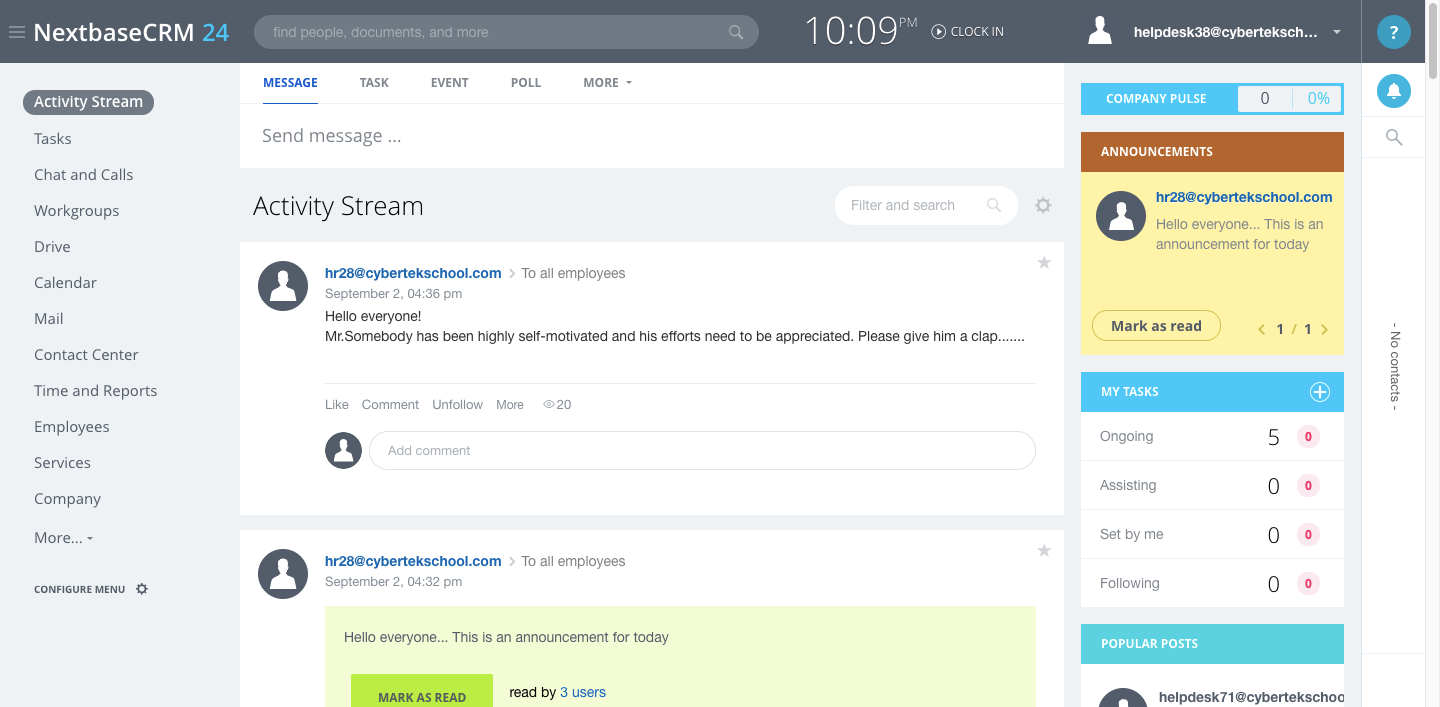 NextbaseCRM 24
find people, documents, and more
10:09 PM
CLOCK IN
helpdesk38@cyberteksch...
?
Activity Stream
Tasks
Chat and Calls
Workgroups
Drive
Calendar
Mail
Contact Center
Time and Reports
Employees
Services
Company
More...
CONFIGURE MENU
MESSAGE TASK EVENT POLL MORE
Send message ...
Activity Stream
Filter and search
hr28@cybertekschool.com > To all employees
September 2, 04:36 pm
Hello everyone!
Mr.Somebody has been highly self-motivated and his efforts need to be appreciated. Please give him a clap.......
Like Comment Unfollow More 20
Add comment
hr28@cybertekschool.com > To all employees
September 2, 04:32 pm
Hello everyone... This is an announcement for today
MARK AS READ read by 3 users
COMPANY PULSE 0 0%
ANNOUNCEMENTS
hr28@cybertekschool.com
Hello everyone... This is an
announcement for today
Mark as read < 1 / 1 >
MY TASKS
Ongoing 5 0
Assisting 0 0
Set by me 0 0
Following 0 0
POPULAR POSTS
helpdesk71@cybertekschoo
- No contacts -